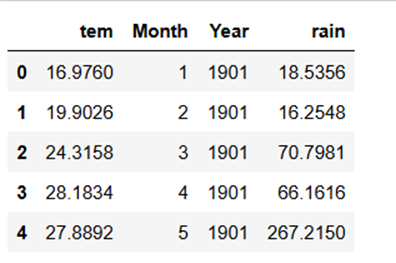 tem Month Year rain
0 16.9760 1 1901 18.5356
1 19.9026 2 1901 16.2548
2 24.3158 3 1901 70.7981
3 28.1834 4 1901 66.1616
4 27.8892 5 1901 267.2150